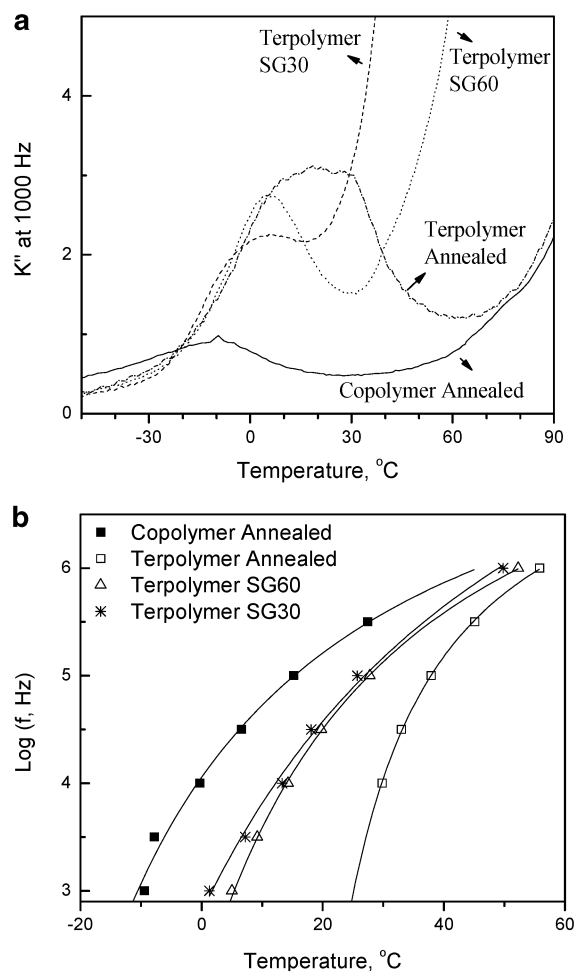 a
Terpolymer
SG30
Terpolymer
SG60
4
2
0
K" at 1000 Hz
Terpolymer
Annealed
Copolymer Annealed
-30 0 30 60 90
Temperature, °C
b
Copolymer Annealed
Terpolymer Annealed
Terpolymer SG60
Terpolymer SG30
6
5
4
3
Log (f, Hz)
-20 0 20 40 60
Temperature, °C